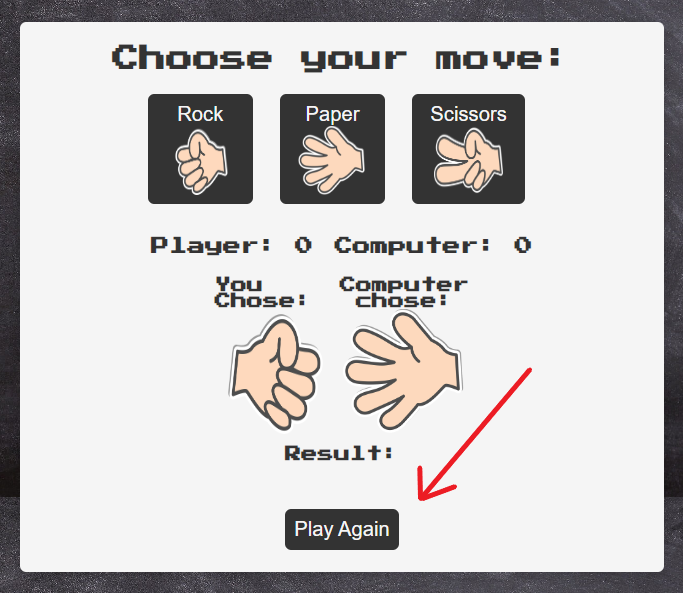 Choose your move:
Rock Paper Scissors
Player: 0 Computer: 0
You Computer
Chose: chose:
Result:
Play Again